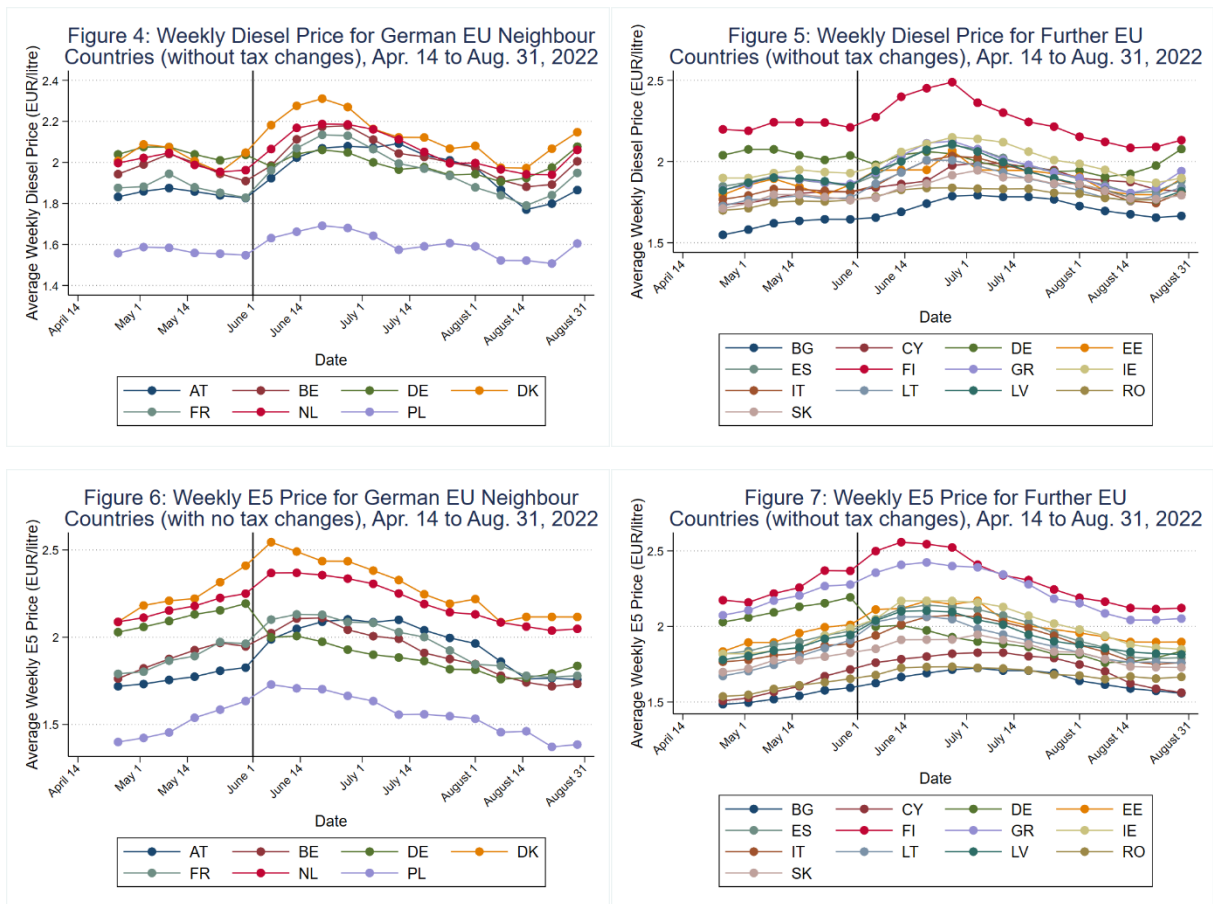 Figure 4: Weekly Diesel Price for German EU Neighbour
Countries (without tax changes), Apr. 14 to Aug. 31, 2022
Average Weekly Diesel Price (EUR/litre)
2.4
2.2
2
1.8
1.6
1.4
April 14
May 1
May 14
June 1
June 14
July 1
July 14
August 1
August 14
August 31
Date
AT BE DE DK
FR NL PL
Figure 5: Weekly Diesel Price for Further EU
Countries (without tax changes), Apr. 14 to Aug. 31, 2022
Average Weekly Diesel Price (EUR/litre)
2.5
2
1.5
April 14
May 1
May 14
June 1
June 14
July 1
July 14
August 1
August 14
August 31
Date
BG CY DE EE
ES FI GR IE
IT LT LV RO
SK
Figure 6: Weekly E5 Price for German EU Neighbour
Countries (with no tax changes), Apr. 14 to Aug. 31, 2022
Average Weekly E5 Price (EUR/litre)
2.5
2
1.5
April 14
May 1
May 14
June 1
June 14
July 1
July 14
August 1
August 14
August 31
Date
AT BE DE DK
FR NL PL
Figure 7: Weekly E5 Price for Further EU
Countries (without tax changes), Apr. 14 to Aug. 31, 2022
Average Weekly E5 Price (EUR/litre)
2.5
2
1.5
April 14
May 1
May 14
June 1
June 14
July 1
July 14
August 1
August 14
August 31
Date
BG CY DE EE
ES FI GR IE
IT LT LV RO
SK